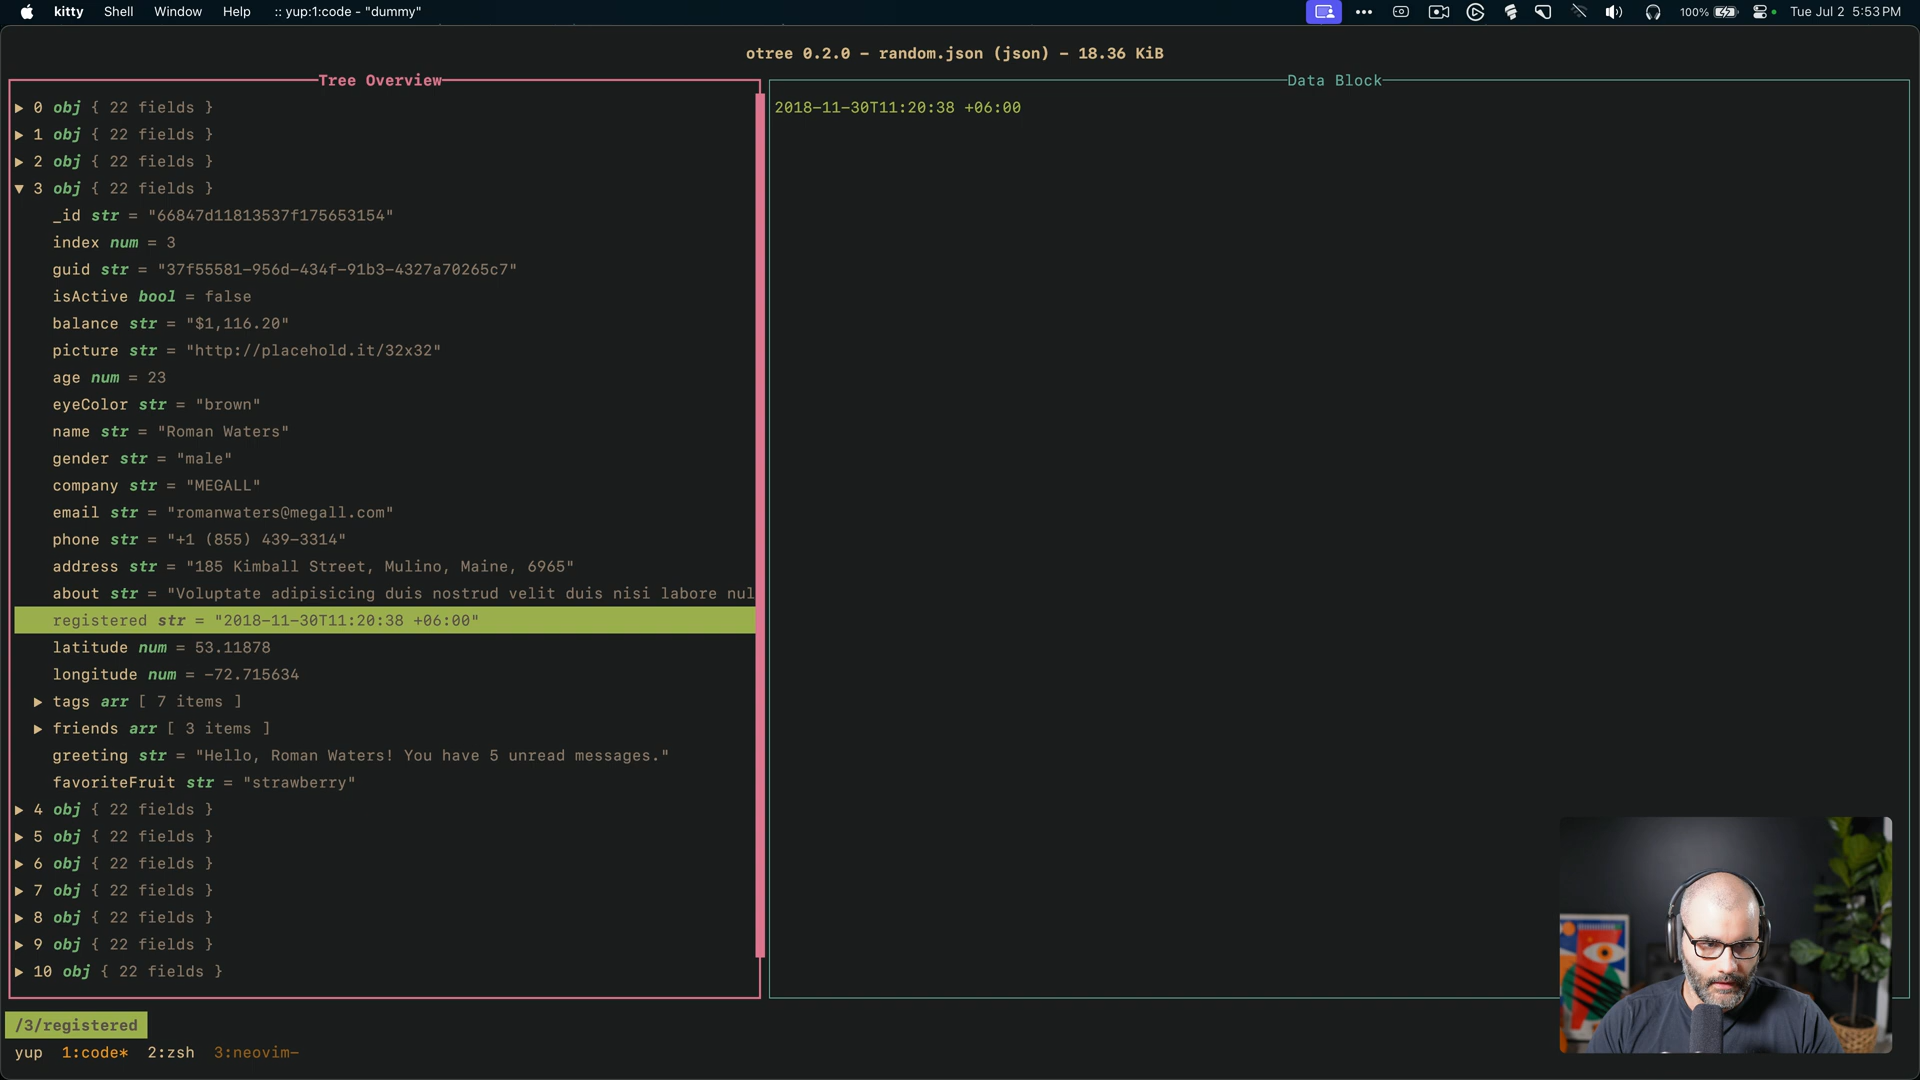 kitty Shell Window Help :: yup:1:code - "dummy" 100% Tue Jul 2 5:53 PM
otree 0.2.0 – random.json (json) – 18.36 KiB
Tree Overview
▶ 0 obj { 22 fields }
▶ 1 obj { 22 fields }
▶ 2 obj { 22 fields }
▼ 3 obj { 22 fields }
_id str = "66847d11813537f175653154"
index num = 3
guid str = "37f55581-956d-434f-91b3-4327a70265c7"
isActive bool = false
balance str = "$1,116.20"
picture str = "http://placehold.it/32x32"
age num = 23
eyeColor str = "brown"
name str = "Roman Waters"
gender str = "male"
company str = "MEGALL"
email str = "romanwaters@megall.com"
phone str = "+1 (855) 439-3314"
address str = "185 Kimball Street, Mulino, Maine, 6965"
about str = "Voluptate adipisicing duis nostrud velit duis nisi labore nul
registered str = "2018-11-30T11:20:38 +06:00"
latitude num = 53.11878
longitude num = -72.715634
▶ tags arr [ 7 items ]
▶ friends arr [ 3 items ]
greeting str = "Hello, Roman Waters! You have 5 unread messages."
favoriteFruit str = "strawberry"
▶ 4 obj { 22 fields }
▶ 5 obj { 22 fields }
▶ 6 obj { 22 fields }
▶ 7 obj { 22 fields }
▶ 8 obj { 22 fields }
▶ 9 obj { 22 fields }
▶ 10 obj { 22 fields }
Data Block
2018-11-30T11:20:38 +06:00
/3/registered
yup 1:code* 2:zsh 3:neovim-